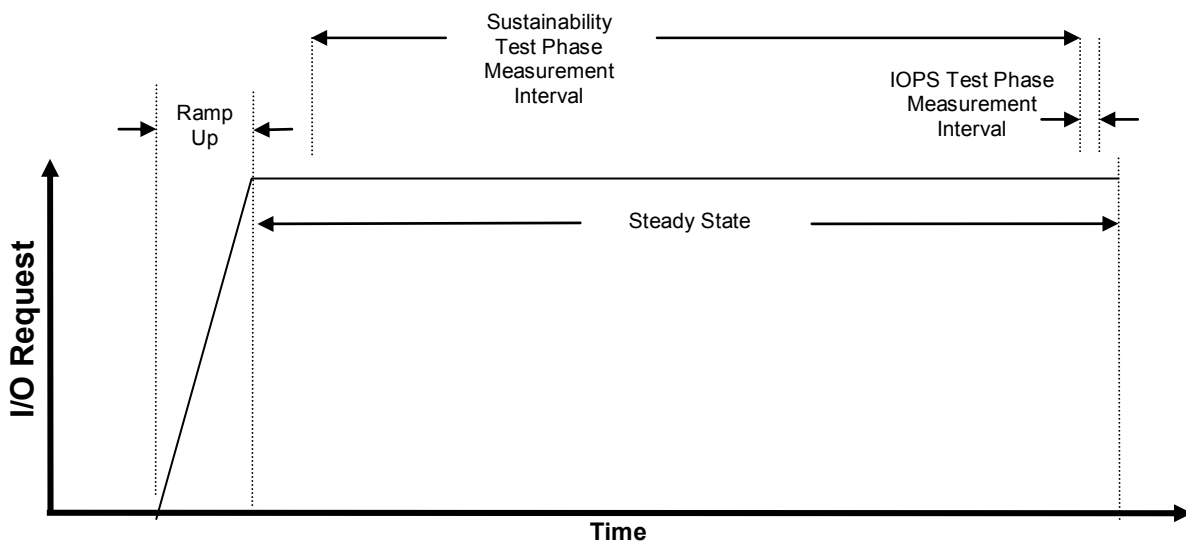 Sustainability
Test Phase
Measurement
Interval
IOPS Test Phase
Measurement
Interval
Ramp
Up
Steady State
I/O Request
Time